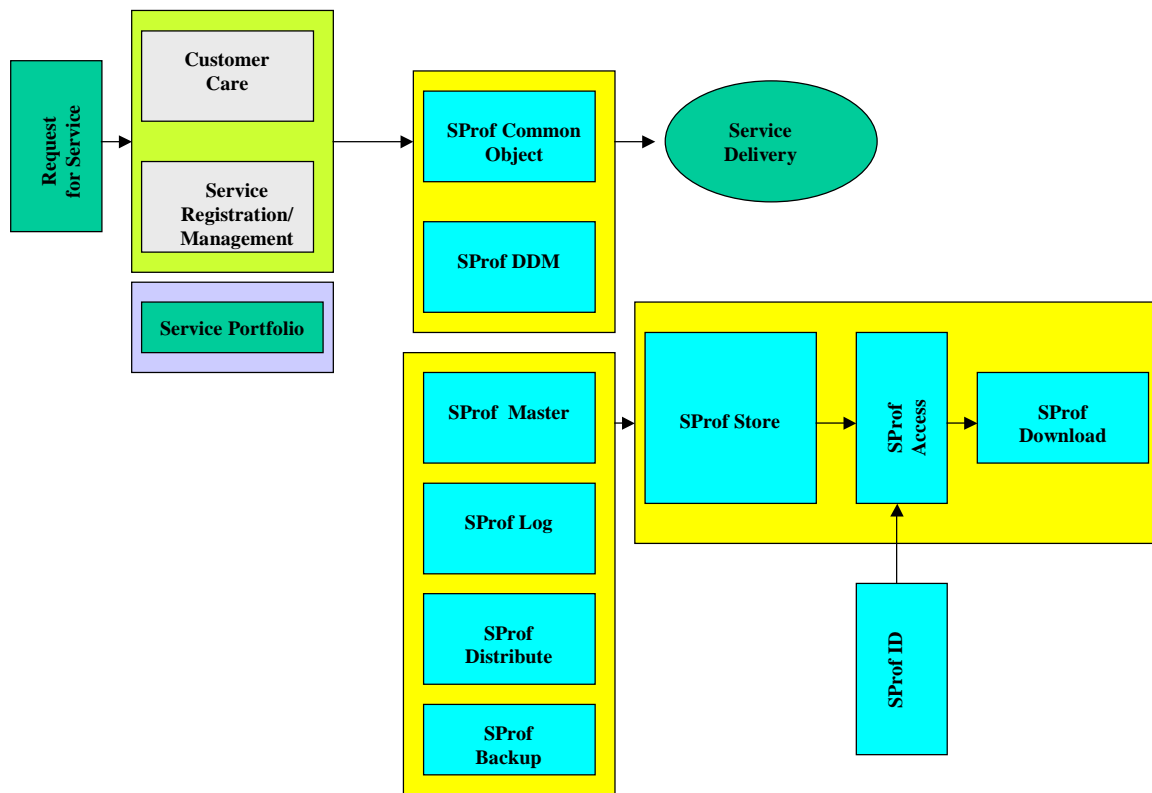 Request
for Service
Customer
Care
Service
Registration/
Management
Service Portfolio
SProf Common
Object
SProf DDM
Service
Delivery
SProf Master
SProf Log
SProf
Distribute
SProf
Backup
SProf Store
SProf
Access
SProf
Download
SProf ID